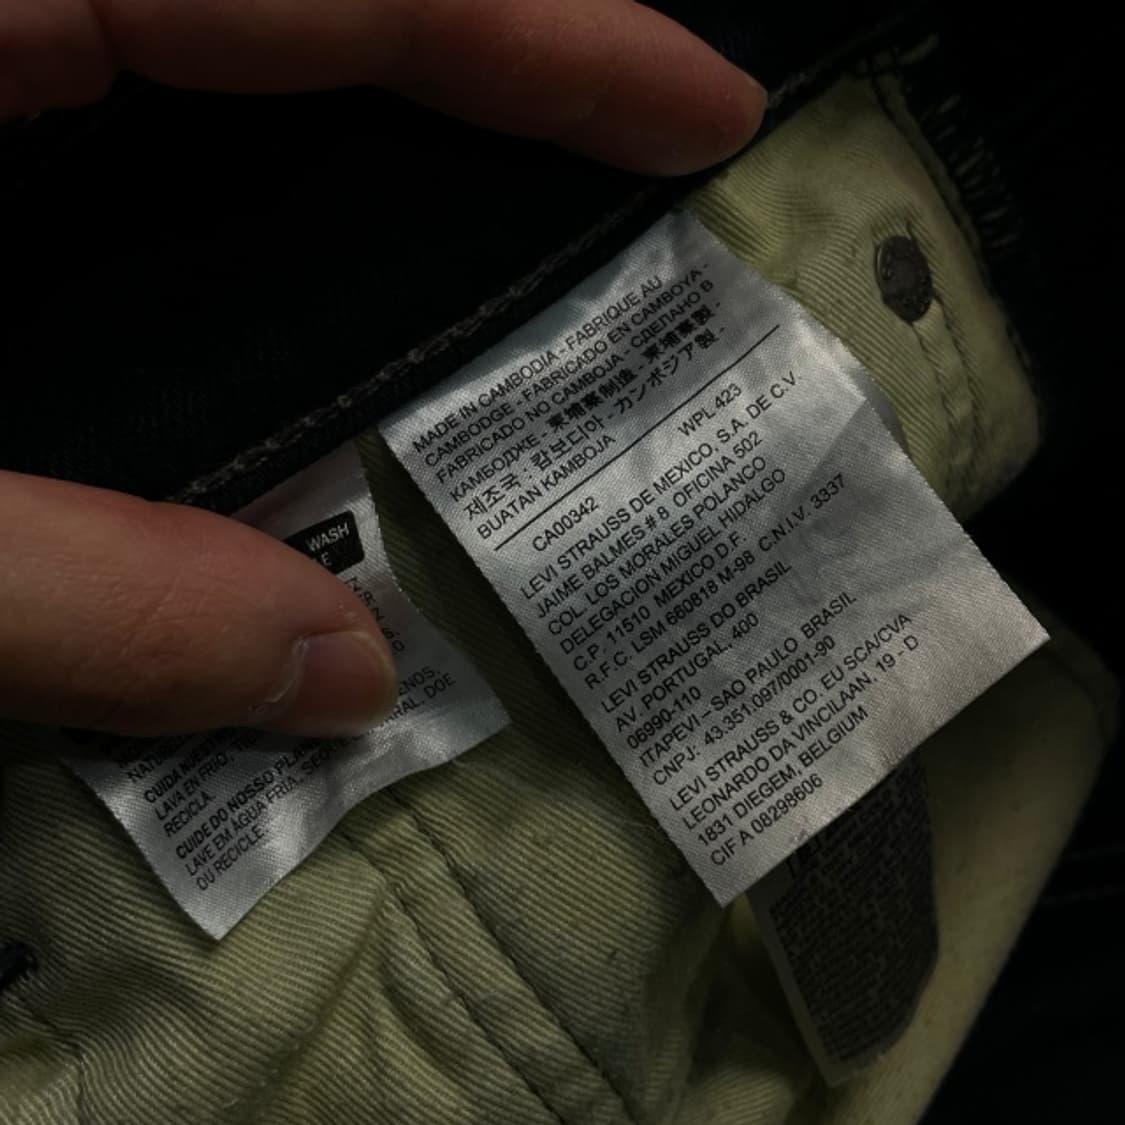 MADE IN CAMBODIA - FABRIQUE AU
CAMBODGE - FABRICADO EN CAMBOYA -
FABRICADO NO CAMBOJA - СДЕЛАНО В
КАМБОДЖЕ - 柬埔寨制造 - 柬埔寨製 -
제조국 : 캄보디아 - カンボジア製 -
BUATAN KAMBOJA
CA00342 WPL423
LEVI STRAUSS DE MEXICO, S.A. DE C.V.
JAIME BALMES # 8 OFICINA 502
COL LOS MORALES POLANCO
DELEGACION MIGUEL HIDALGO
C.P. 11510 MEXICO D.F.
R.F.C. LSM 660818 M-98 C.N.I.V. 3337
LEVI STRAUSS DO BRASIL
AV. PORTUGAL, 400
06990-110
ITAPEVI – SAO PAULO BRASIL
CNPJ: 43.351.097/0001-90
LEVI STRAUSS & CO. EU SCA/CVA
LEONARDO DA VINCILAAN, 19 - D
1831 DIEGEM, BELGIUM
CIF A 08298606
WASH
CUIDA
LAVA EN FRÍO,
RECICLA.
CUIDE DO NOSSO
LAVE EM ÁGUA FRIA, DOE
OU RECICLE.